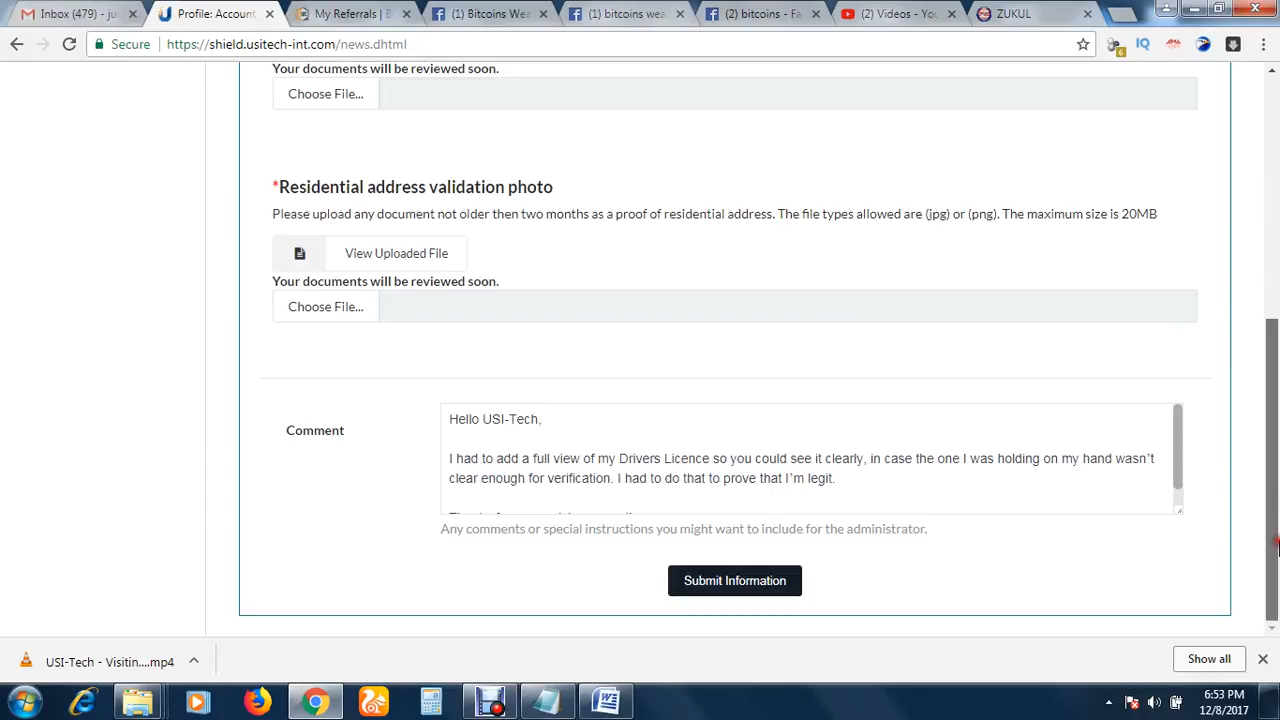 Inbox (479) - ju
Profile: Account
My Referrals | B
(1) Bitcoins Wea
(1) bitcoins wea
(2) bitcoin - Fa
(2) Videos - You
ZUKUL
Secure
https://shield.usitech-int.com/news.dhtml
Your documents will be reviewed soon.
Choose File...
*Residential address validation photo
Please upload any document not older then two months as a proof of residential address. The file types allowed are (jpg) or (png). The maximum size is 20MB
View Uploaded File
Your documents will be reviewed soon.
Choose File...
Comment
Hello USI-Tech,
I had to add a full view of my Drivers Licence so you could see it clearly, in case the one I was holding on my hand wasn't
clear enough for verification. I had to do that to prove that I'm legit.
Any comments or special instructions you might want to include for the administrator.
Submit Information
USI-Tech - Visitin....mp4
Show all
6:53 PM
12/8/2017